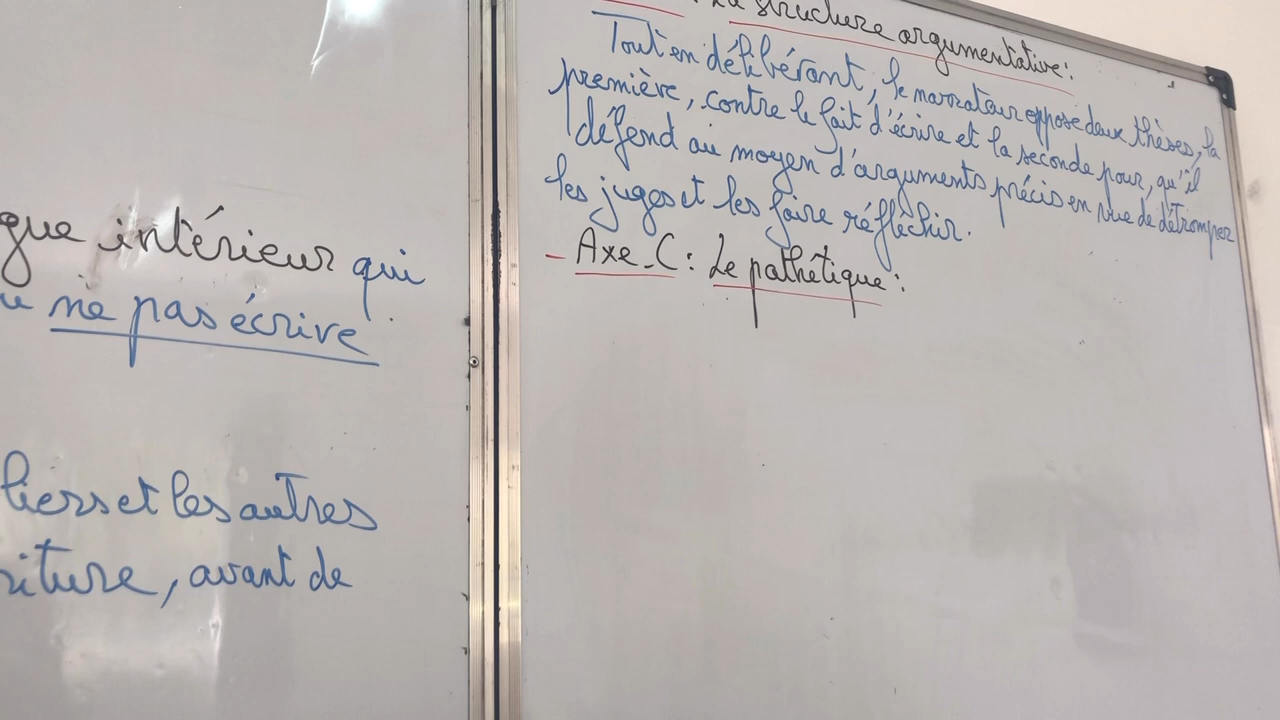 que intérieur qui
ne pas écrire
liers et les autres
riture, avant de
La structure argumentative:
Tout en délibérant, le narrateur oppose deux thèses, la
première, contre le fait d'écrire et la seconde pour, qu'il
défend au moyen d'arguments précis en vue de détromper
les juges et les faire réfléchir.
- Axe-C: Le pathétique: